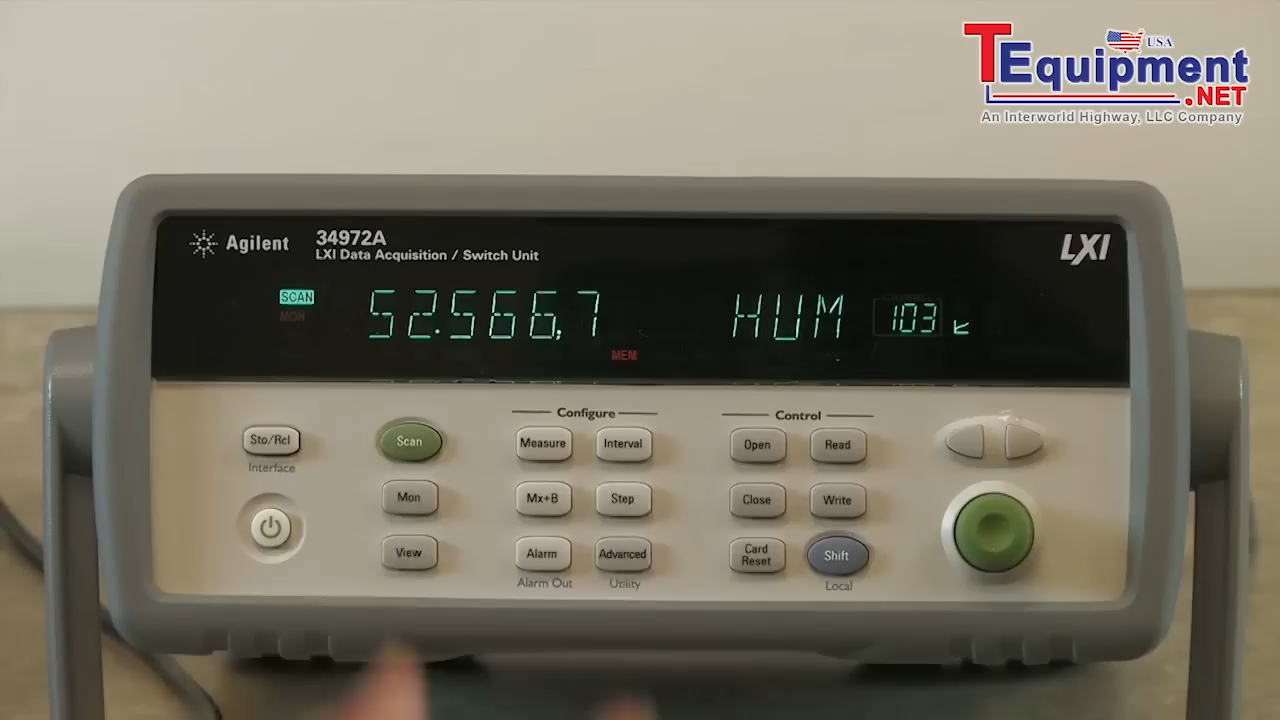 TEquipment
USA
.NET
An Interworld Highway, LLC Company
Agilent
34972A
LXI Data Acquisition / Switch Unit
LXI
SCAN
MON
52.566,7
HUM
103
MEM
Configure
Control
Sto/Rcl
Interface
Scan
Measure
Interval
Open
Read
Mon
Mx+B
Step
Close
Write
View
Alarm
Advanced
Card
Reset
Shift
Alarm Out
Utility
Local